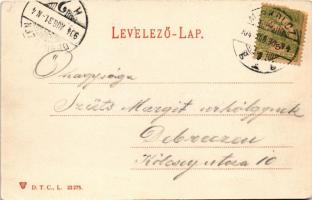 LEVELEZŐ-LAP.
Őnagysága
Szűts Margit urhölgynek
Debreczen
Kölcsey utcza 10
D. T. C., L. 22275.